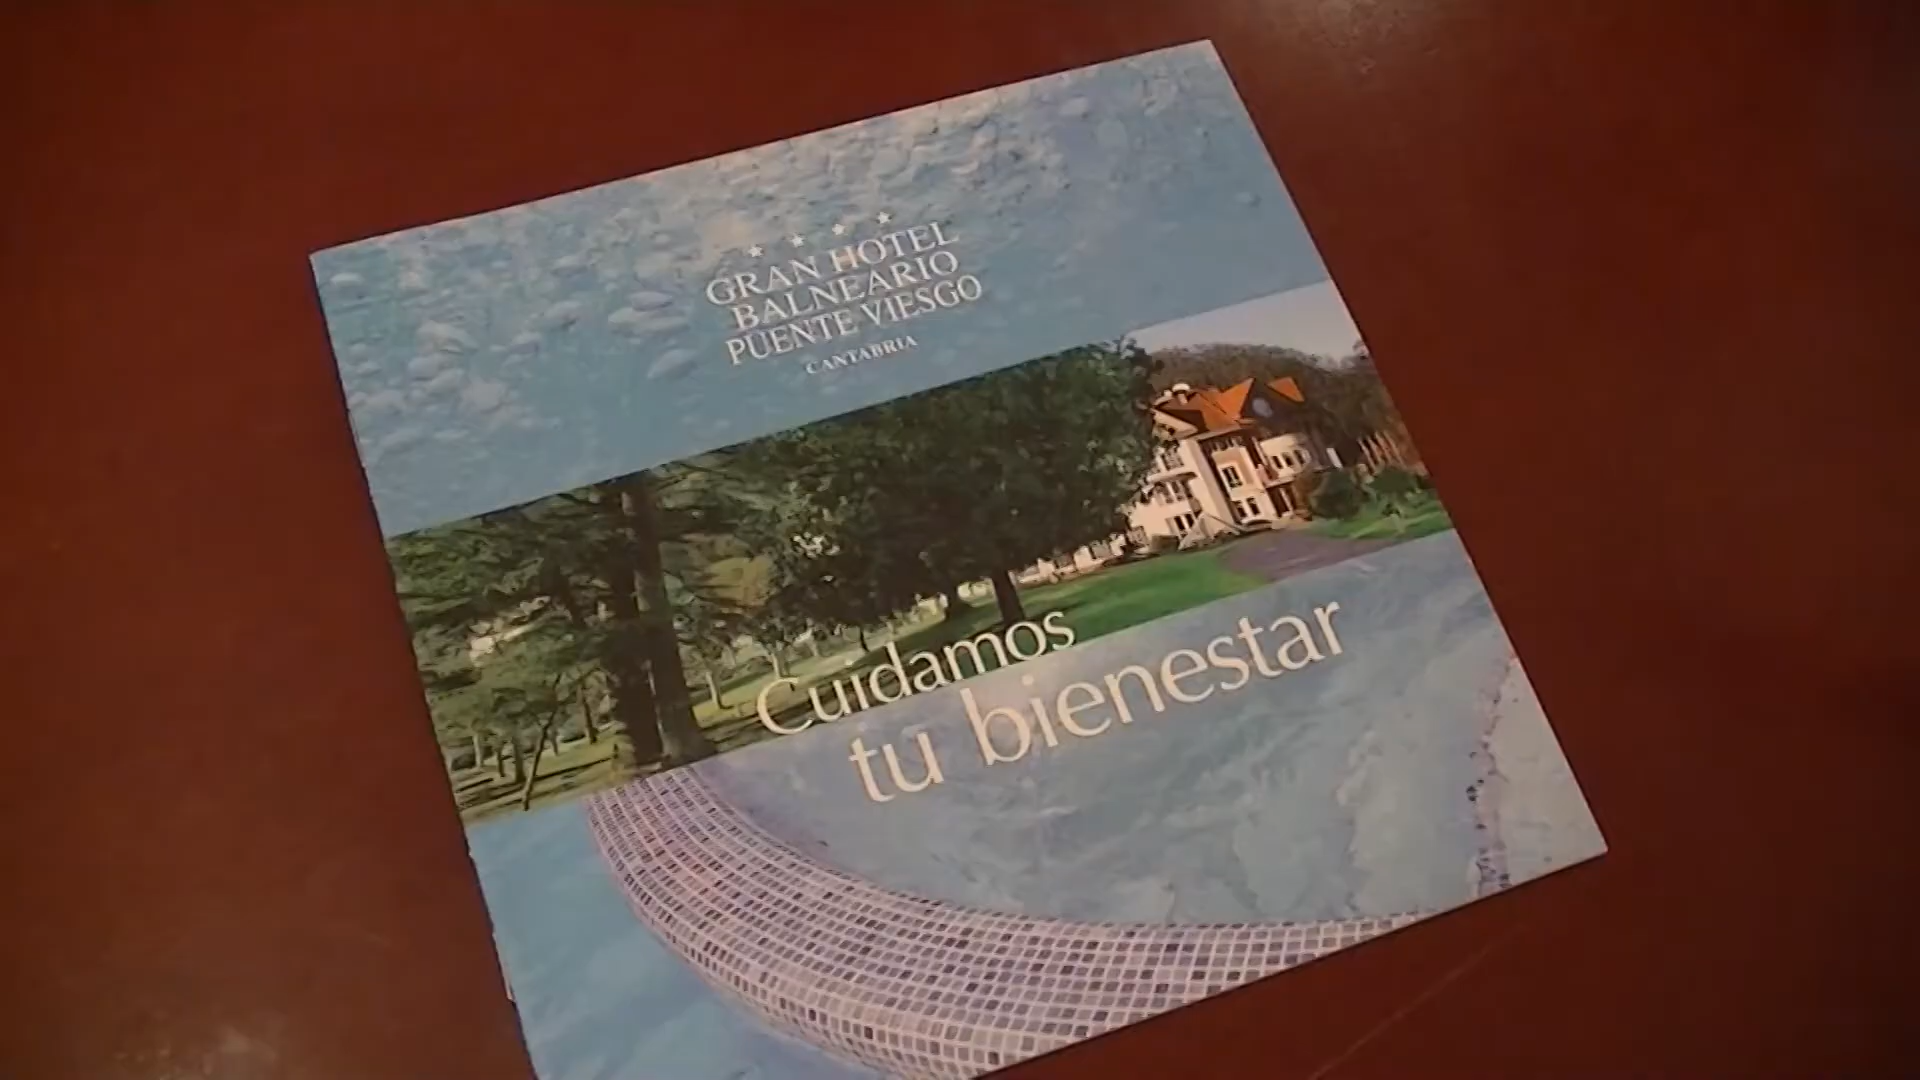 GRAN HOTEL
BALNEARIO
PUENTE VIESGO
CANTABRIA
Cuidamos
tu bienestar